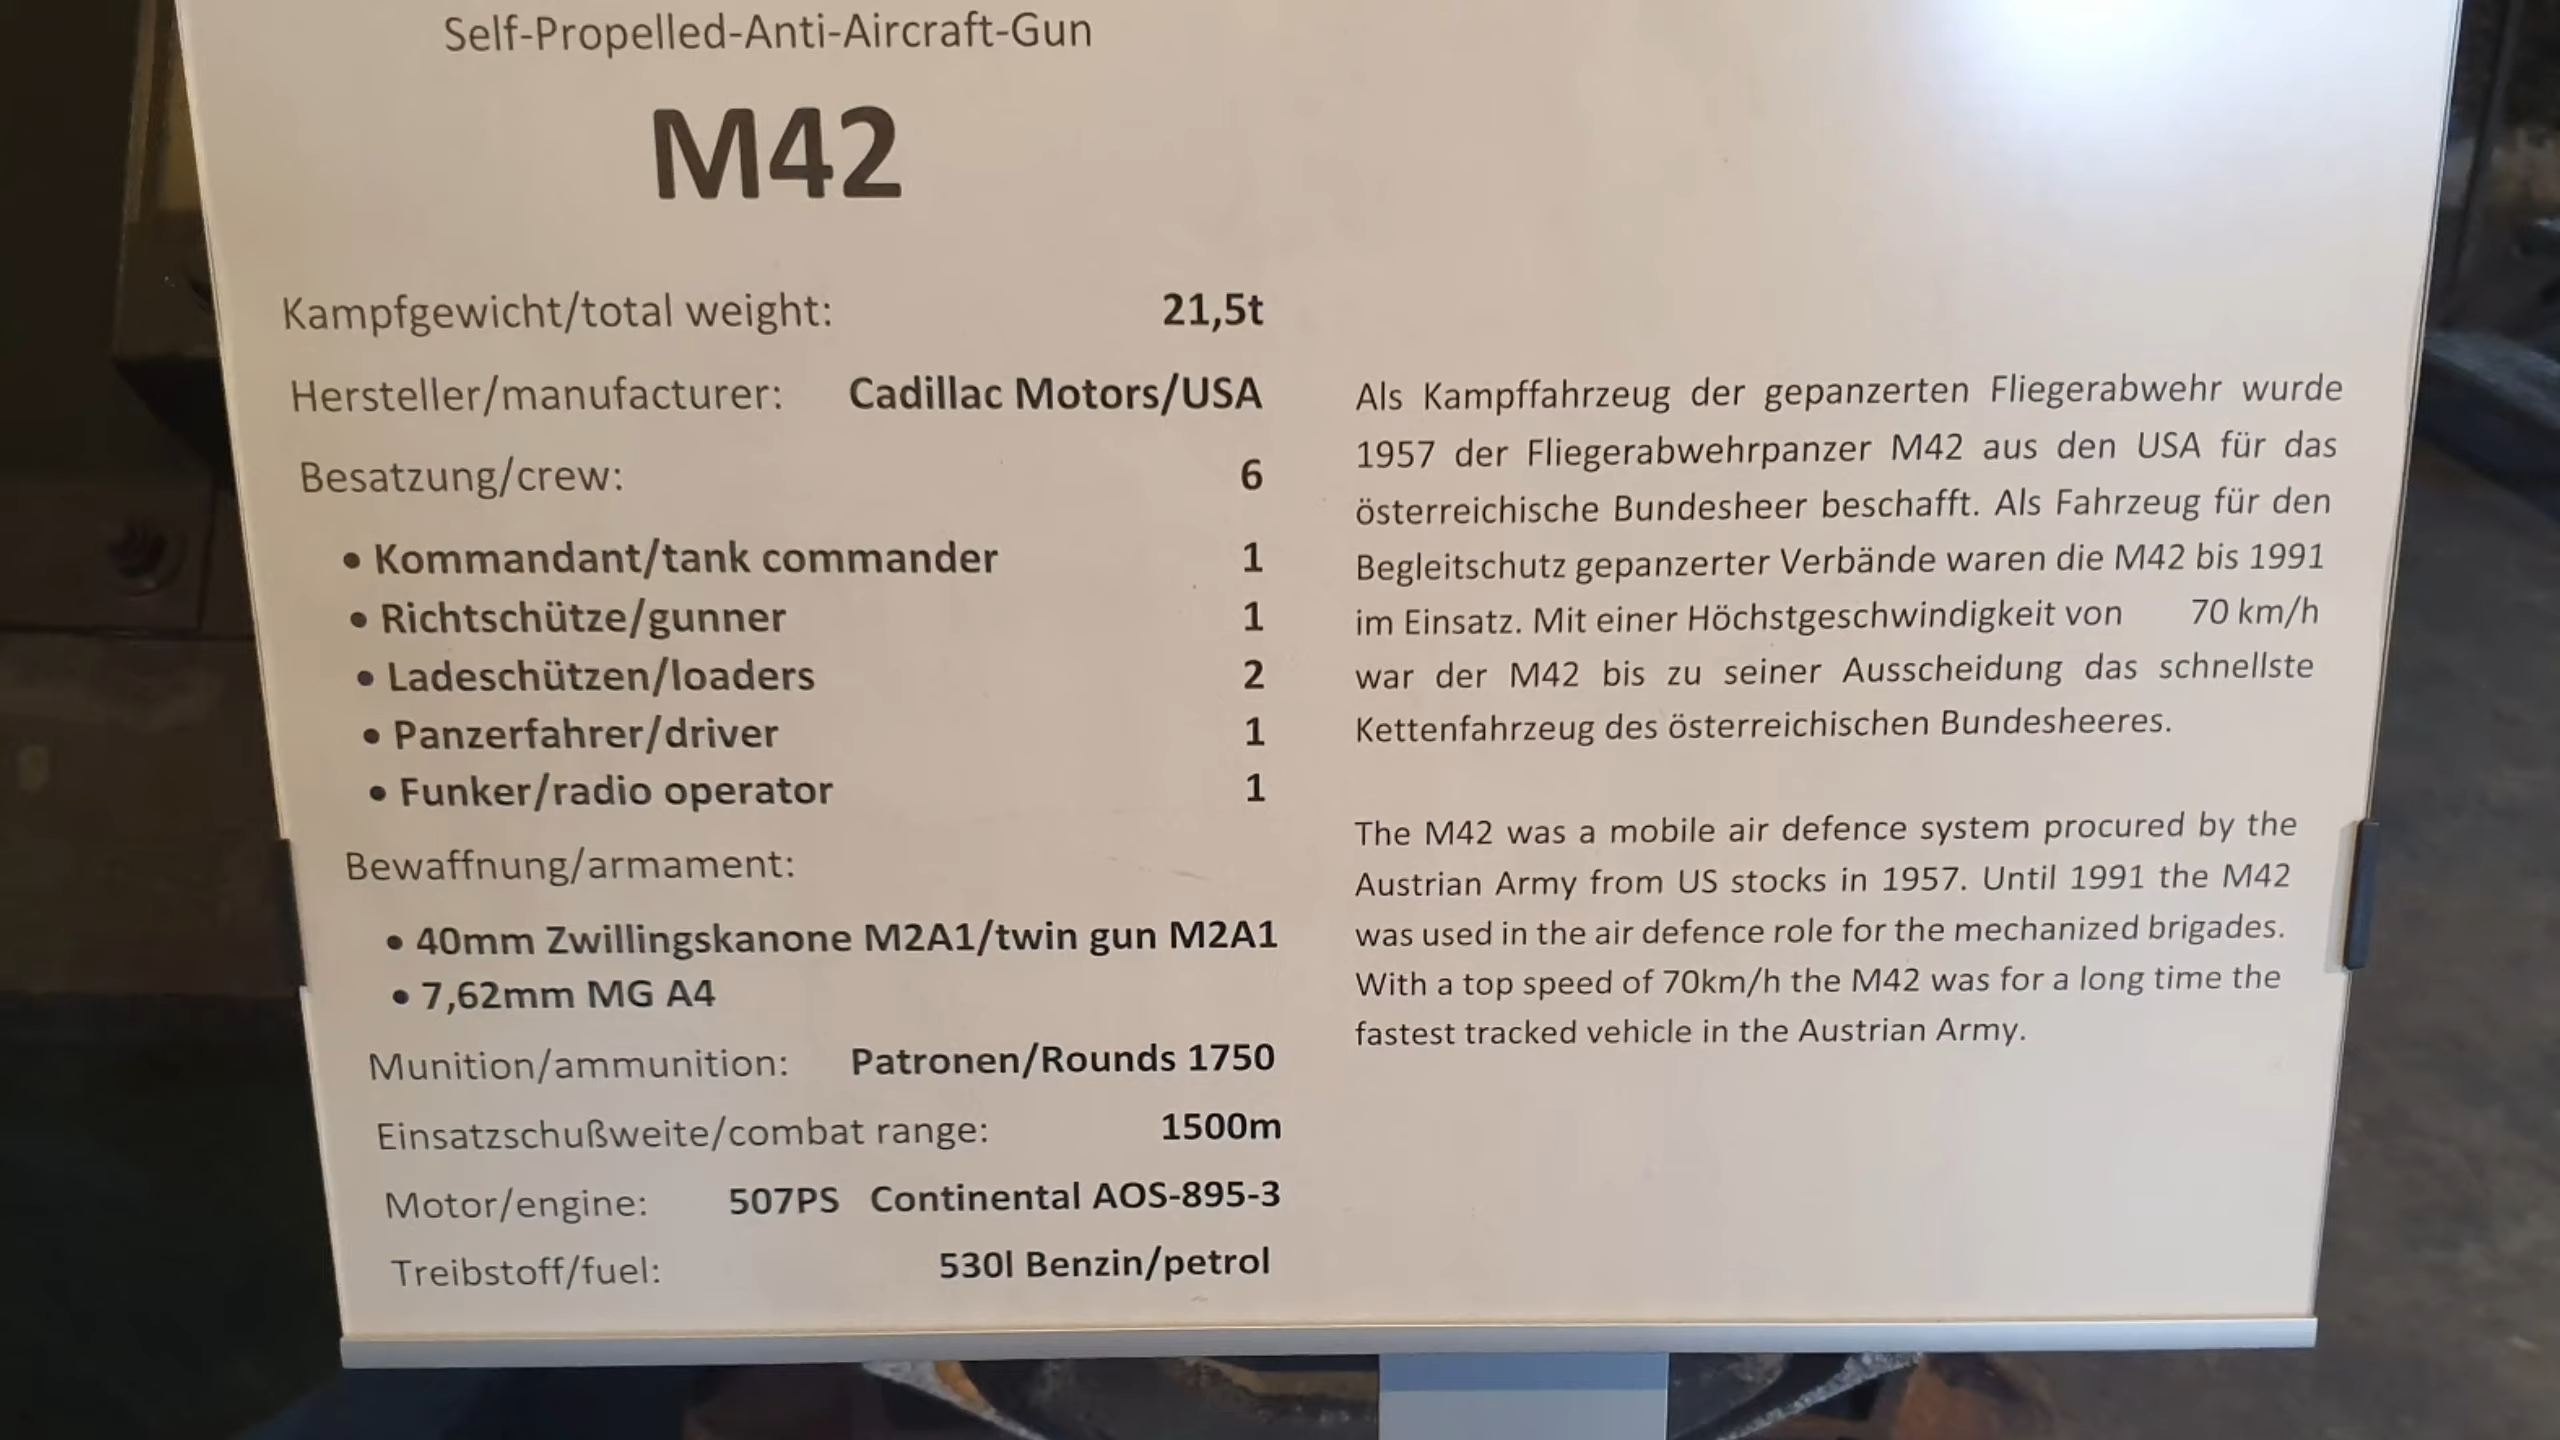 Self-Propelled-Anti-Aircraft-Gun
M42
Kampfgewicht/total weight: 21,5t
Hersteller/manufacturer: Cadillac Motors/USA
Besatzung/crew: 6
• Kommandant/tank commander 1
• Richtschütze/gunner 1
• Ladeschützen/loaders 2
• Panzerfahrer/driver 1
• Funker/radio operator 1
Bewaffnung/armament:
• 40mm Zwillingskanone M2A1/twin gun M2A1
• 7,62mm MG A4
Munition/ammunition: Patronen/Rounds 1750
Einsatzschußweite/combat range: 1500m
Motor/engine: 507PS Continental AOS-895-3
Treibstoff/fuel: 530l Benzin/petrol
Als Kampffahrzeug der gepanzerten Fliegerabwehr wurde
1957 der Fliegerabwehrpanzer M42 aus den USA für das
österreichische Bundesheer beschafft. Als Fahrzeug für den
Begleitschutz gepanzerter Verbände waren die M42 bis 1991
im Einsatz. Mit einer Höchstgeschwindigkeit von 70 km/h
war der M42 bis zu seiner Ausscheidung das schnellste
Kettenfahrzeug des österreichischen Bundesheeres.
The M42 was a mobile air defence system procured by the
Austrian Army from US stocks in 1957. Until 1991 the M42
was used in the air defence role for the mechanized brigades.
With a top speed of 70km/h the M42 was for a long time the
fastest tracked vehicle in the Austrian Army.